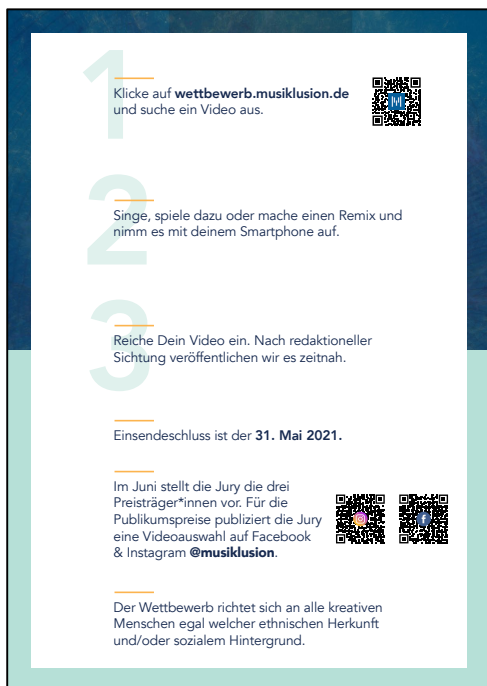 1
Klicke auf wettbewerb.musiklusion.de
und suche ein Video aus.
2
Singe, spiele dazu oder mache einen Remix und
nimm es mit deinem Smartphone auf.
3
Reiche Dein Video ein. Nach redaktioneller
Sichtung veröffentlichen wir es zeitnah.
Einsendeschluss ist der 31. Mai 2021.
Im Juni stellt die Jury die drei
Preisträger*innen vor. Für die
Publikumspreise publiziert die Jury
eine Videoauswahl auf Facebook
& Instagram @musiklusion.
Der Wettbewerb richtet sich an alle kreativen
Menschen egal welcher ethnischen Herkunft
und/oder sozialem Hintergrund.